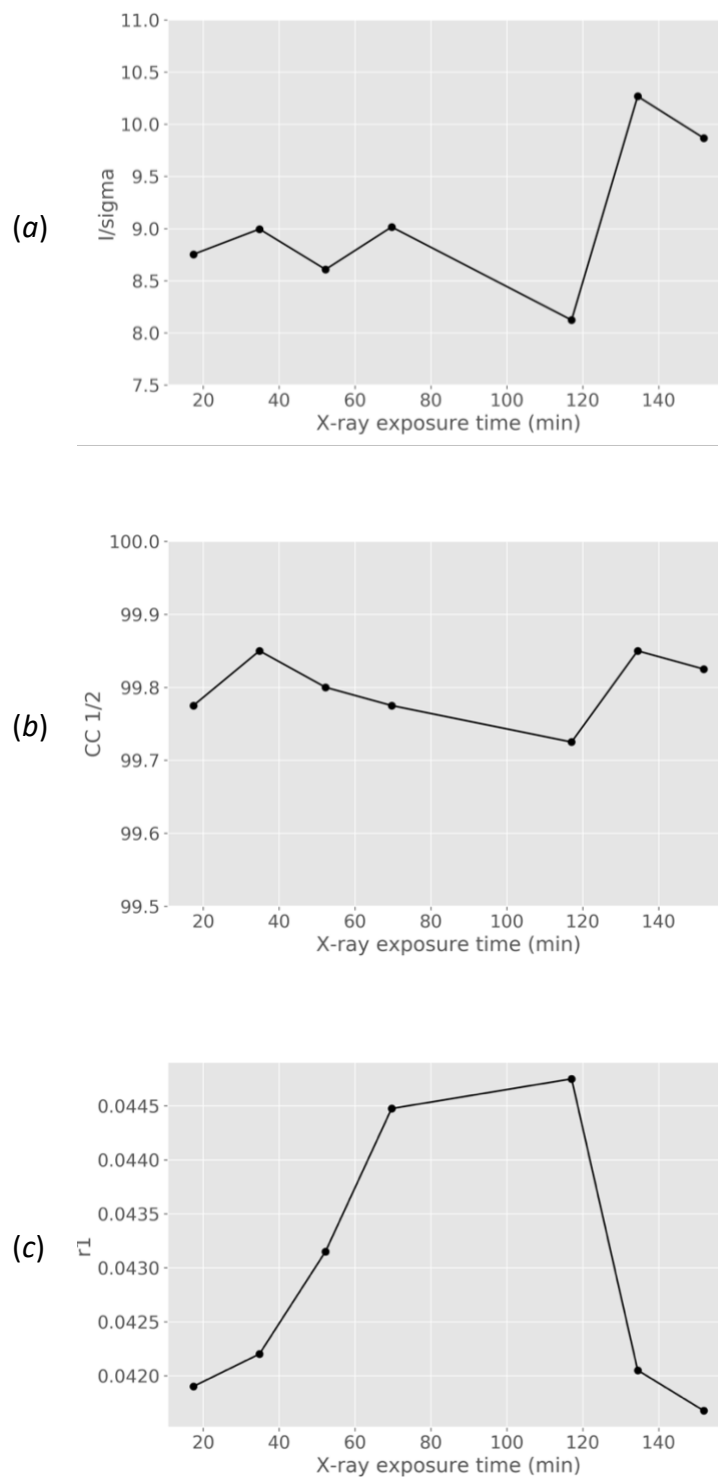 (a)
I/sigma
11.0
10.5
10.0
9.5
9.0
8.5
8.0
7.5
20 40 60 80 100 120 140
X-ray exposure time (min)
(b)
CC 1/2
100.0
99.9
99.8
99.7
99.6
99.5
20 40 60 80 100 120 140
X-ray exposure time (min)
(c)
r1
0.0445
0.0440
0.0435
0.0430
0.0425
0.0420
20 40 60 80 100 120 140
X-ray exposure time (min)